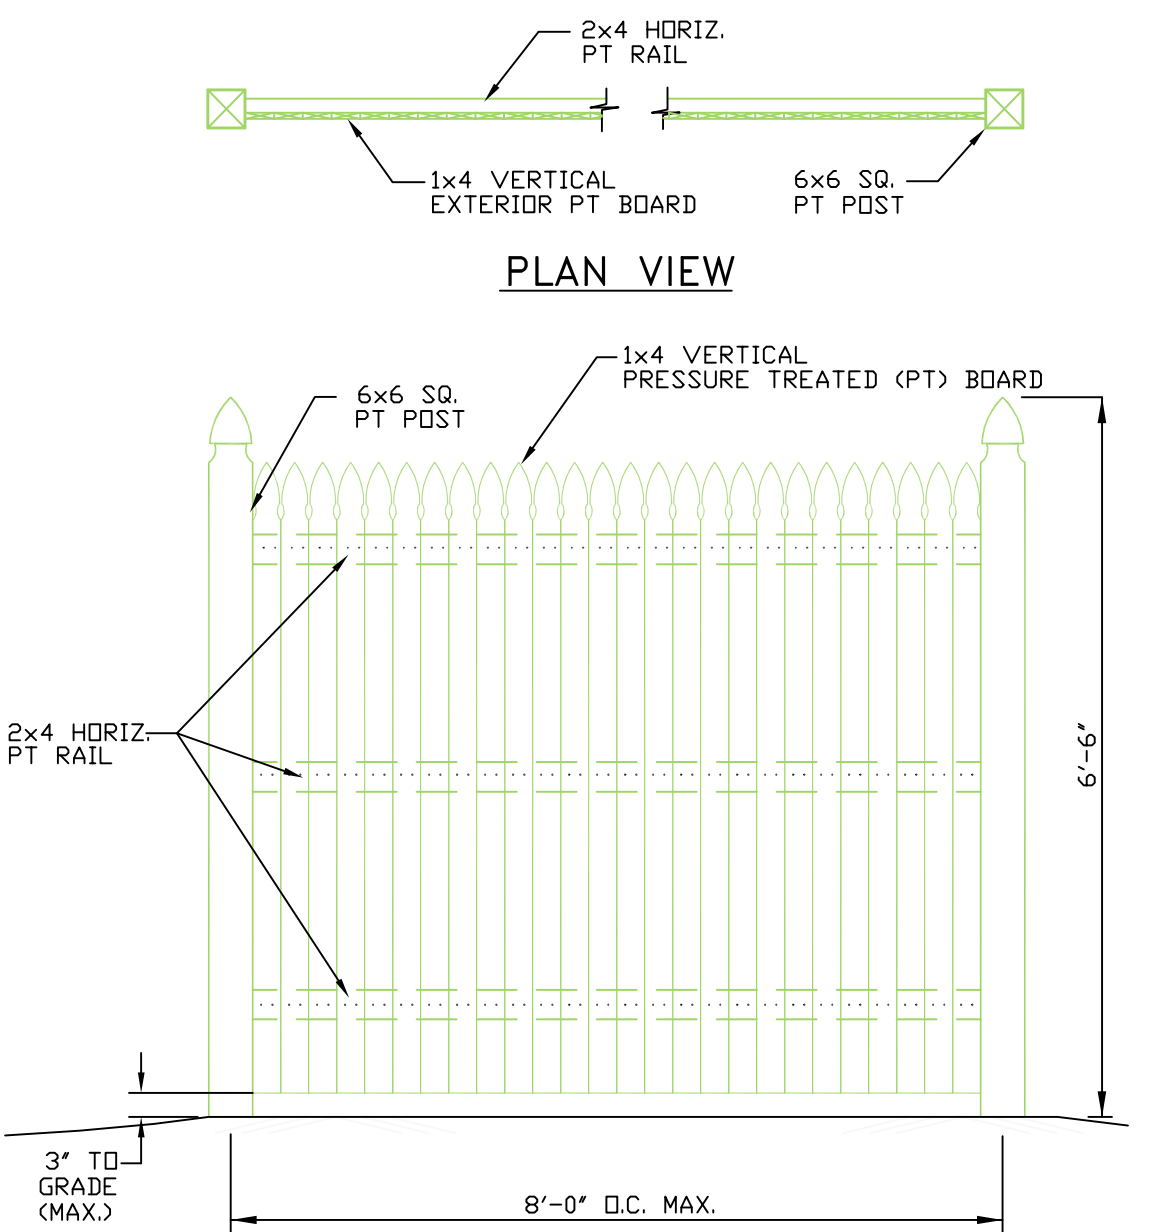 2x4 HORIZ.
PT RAIL
1x4 VERTICAL
EXTERIOR PT BOARD
6x6 SQ.
PT POST
PLAN VIEW
1x4 VERTICAL
PRESSURE TREATED (PT) BOARD
6x6 SQ.
PT POST
2x4 HORIZ.
PT RAIL
6'-6"
3" TO
GRADE
(MAX.)
8'-0" O.C. MAX.